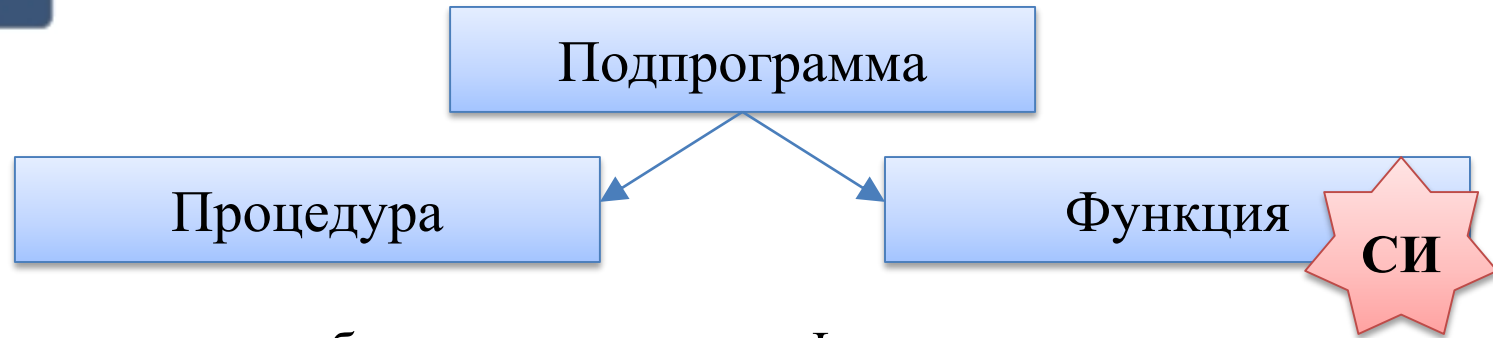 Подпрограмма
Процедура
Функция
СИ